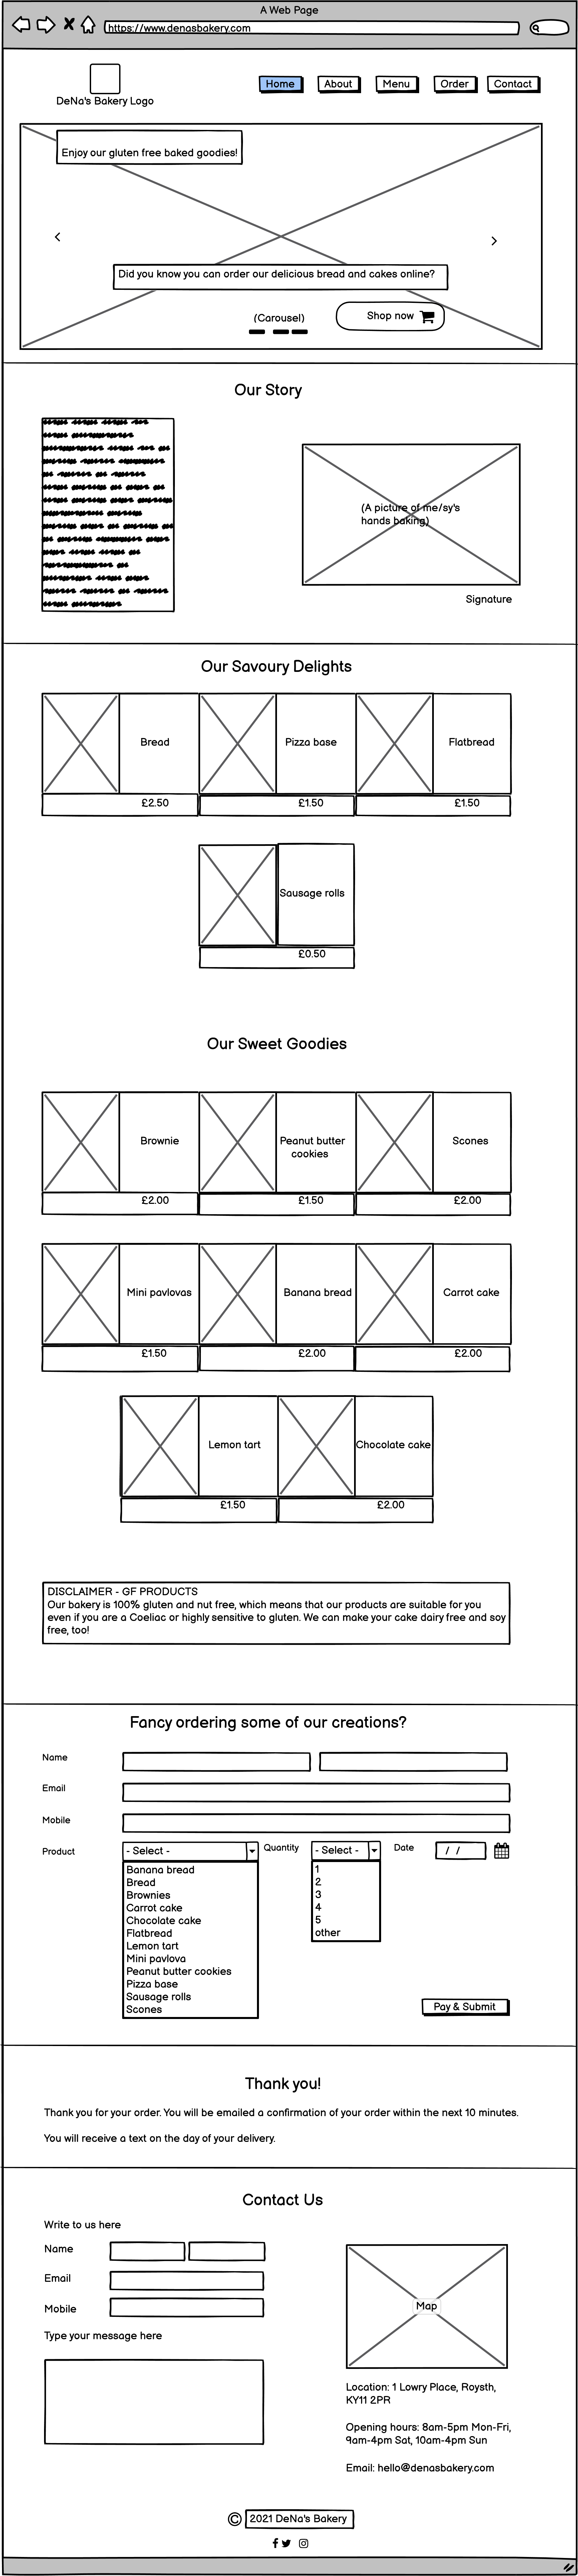 A Web Page
https://www.denasbakery.com
DeNa's Bakery Logo
Home
About
Menu
Order
Contact
Enjoy our gluten free baked goodies!
Did you know you can order our delicious bread and cakes online?
(Carousel)
Shop now
Our Story
(A picture of me/sy's
hands baking)
Signature
Our Savoury Delights
Bread
Pizza base
Flatbread
£2.50
£1.50
£1.50
Sausage rolls
£0.50
Our Sweet Goodies
Brownie
Peanut butter
cookies
Scones
£2.00
£1.50
£2.00
Mini pavlovas
Banana bread
Carrot cake
£1.50
£2.00
£2.00
Lemon tart
Chocolate cake
£1.50
£2.00
DISCLAIMER - GF PRODUCTS
Our bakery is 100% gluten and nut free, which means that our products are suitable for you
even if you are a Coeliac or highly sensitive to gluten. We can make your cake dairy free and soy
free, too!
Fancy ordering some of our creations?
Name
Email
Mobile
Product
- Select -
Quantity
- Select -
Date
/ /
Banana bread
Bread
Brownies
Carrot cake
Chocolate cake
Flatbread
Lemon tart
Mini pavlova
Peanut butter cookies
Pizza base
Sausage rolls
Scones
1
2
3
4
5
other
Pay & Submit
Thank you!
Thank you for your order. You will be emailed a confirmation of your order within the next 10 minutes.
You will receive a text on the day of your delivery.
Contact Us
Write to us here
Name
Email
Mobile
Type your message here
Map
Location: 1 Lowry Place, Roysth,
KY11 2PR
Opening hours: 8am-5pm Mon-Fri,
9am-4pm Sat, 10am-4pm Sun
Email: hello@denasbakery.com
© 2021 DeNa's Bakery